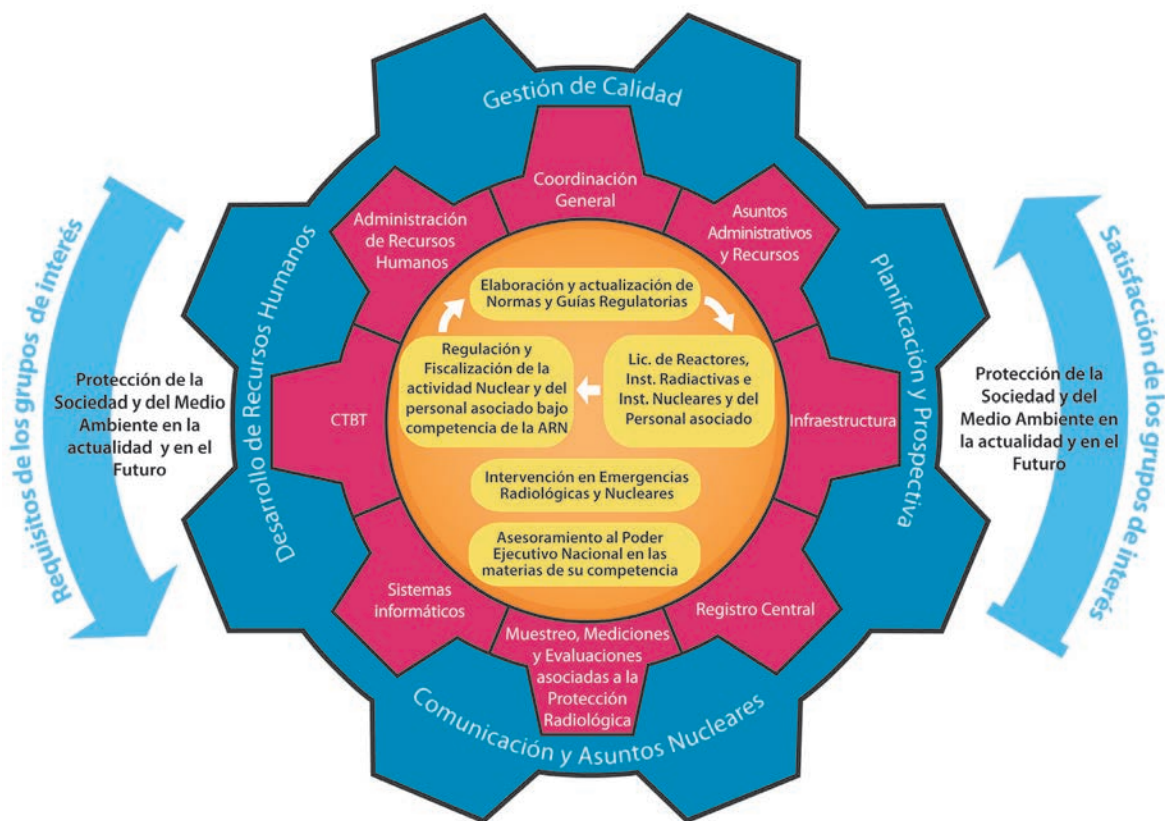 Gestión de Calidad
Coordinación
General
Administración
de Recursos
Humanos
Asuntos
Administrativos
y Recursos
Requisitos de los grupos de interés
Protección de la
Sociedad y del Medio
Ambiente en la
actualidad y en el
Futuro
Desarrollo de Recursos Humanos
CTBT
Elaboración y actualización de
Normas y Guías Regulatorias
Regulación y
Fiscalización de la
actividad Nuclear y del
personal asociado bajo
competencia de la ARN
Lic. de Reactores,
Inst. Radiactivas e
Inst. Nucleares y del
Personal asociado
Intervención en Emergencias
Radiológicas y Nucleares
Asesoramiento al Poder
Ejecutivo Nacional en las
materias de su competencia
Infraestructura
Planificación y Prospectiva
Protección de la
Sociedad y del
Medio Ambiente en
la actualidad y en el
Futuro
Satisfacción de los grupos de interés
Sistemas
informáticos
Muestreo, Mediciones
y Evaluaciones
asociadas a la
Protección
Radiológica
Registro Central
Comunicación y Asuntos Nucleares